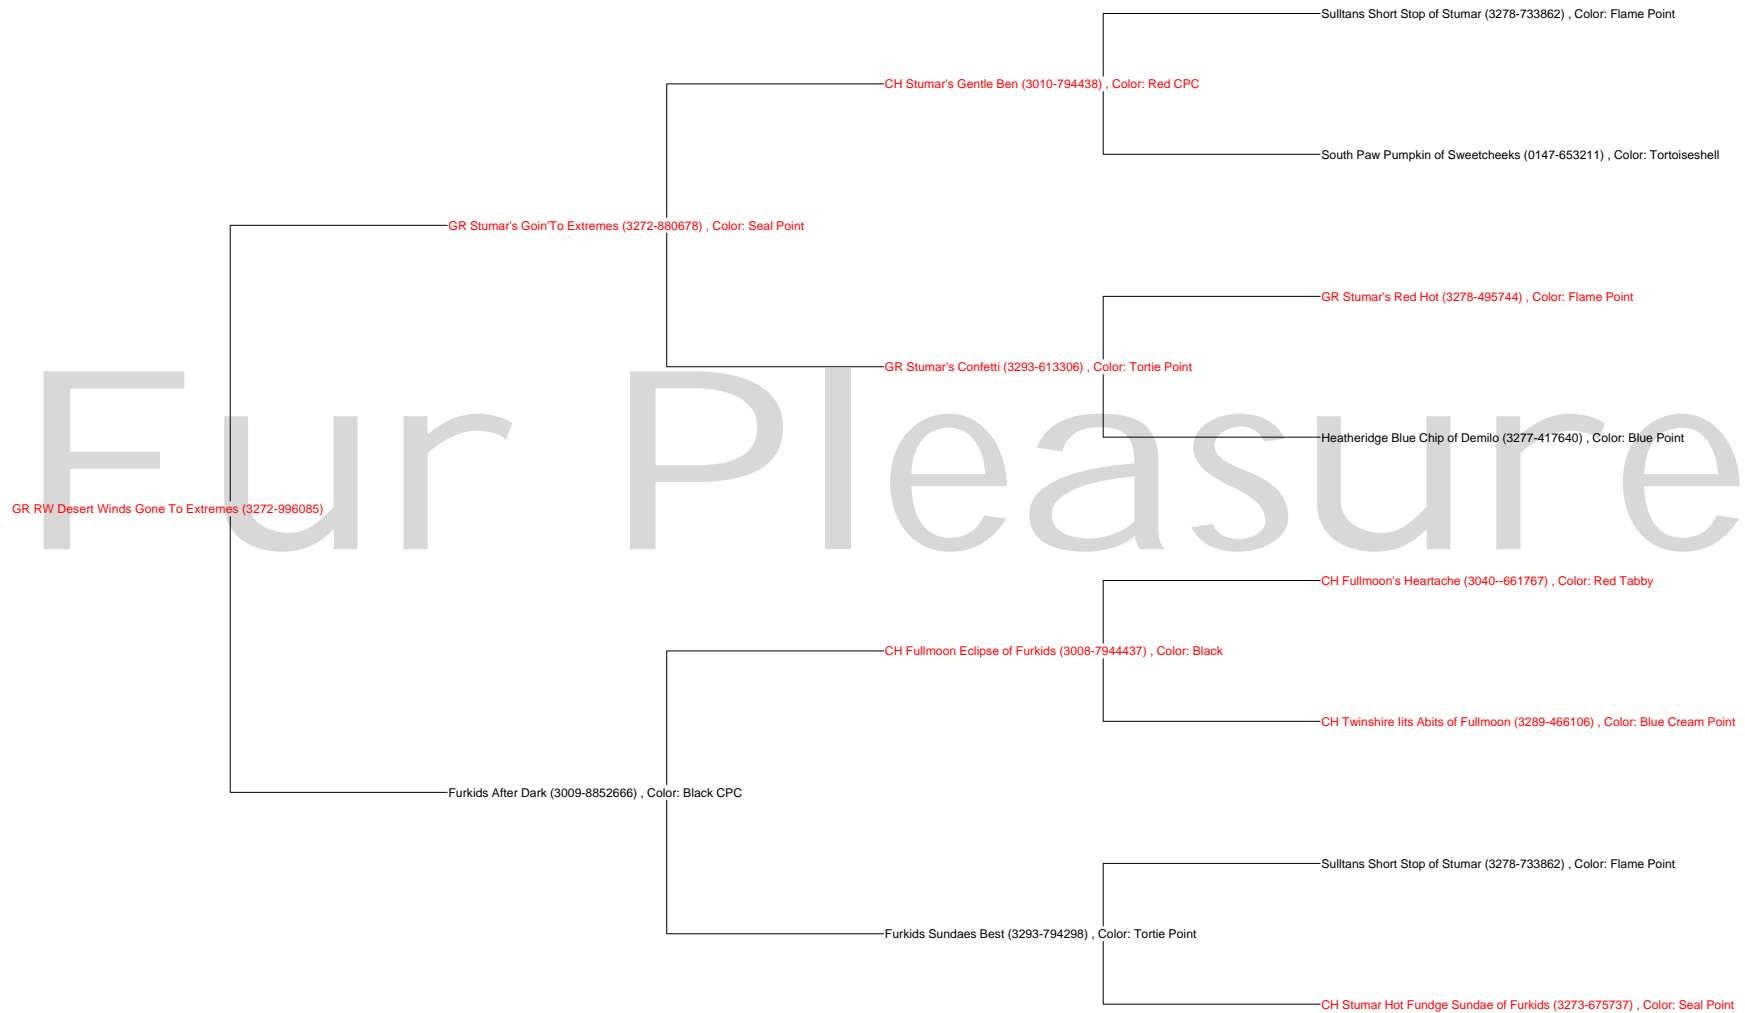 Sulltans Short Stop of Stumar (3278-733862) , Color: Flame Point
CH Stumar's Gentle Ben (3010-794438) , Color: Red CPC
South Paw Pumpkin of Sweetcheeks (0147-653211) , Color: Tortoiseshell
GR Stumar's Goin'To Extremes (3272-880678) , Color: Seal Point
GR Stumar's Red Hot (3278-495744) , Color: Flame Point
GR Stumar's Confetti (3293-613306) , Color: Tortie Point
Heatheridge Blue Chip of Demilo (3277-417640) , Color: Blue Point
Fur Pleasure
GR RW Desert Winds Gone To Extremes (3272-996085)
CH Fullmoon's Heartache (3040--661767) , Color: Red Tabby
CH Fullmoon Eclipse of Furkids (3008-7944437) , Color: Black
CH Twinshire Iits Abits of Fullmoon (3289-466106) , Color: Blue Cream Point
Furkids After Dark (3009-8852666) , Color: Black CPC
Sulltans Short Stop of Stumar (3278-733862) , Color: Flame Point
Furkids Sundaes Best (3293-794298) , Color: Tortie Point
CH Stumar Hot Fundge Sundae of Furkids (3273-675737) , Color: Seal Point